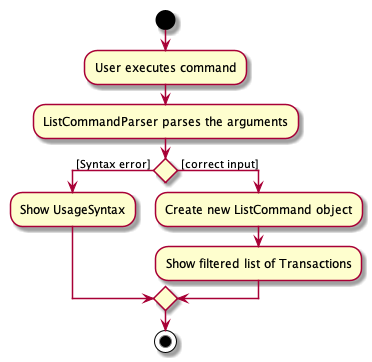 User executes command
ListCommandParser parses the arguments
[Syntax error]
[correct input]
Show UsageSyntax
Create new ListCommand object
Show filtered list of Transactions